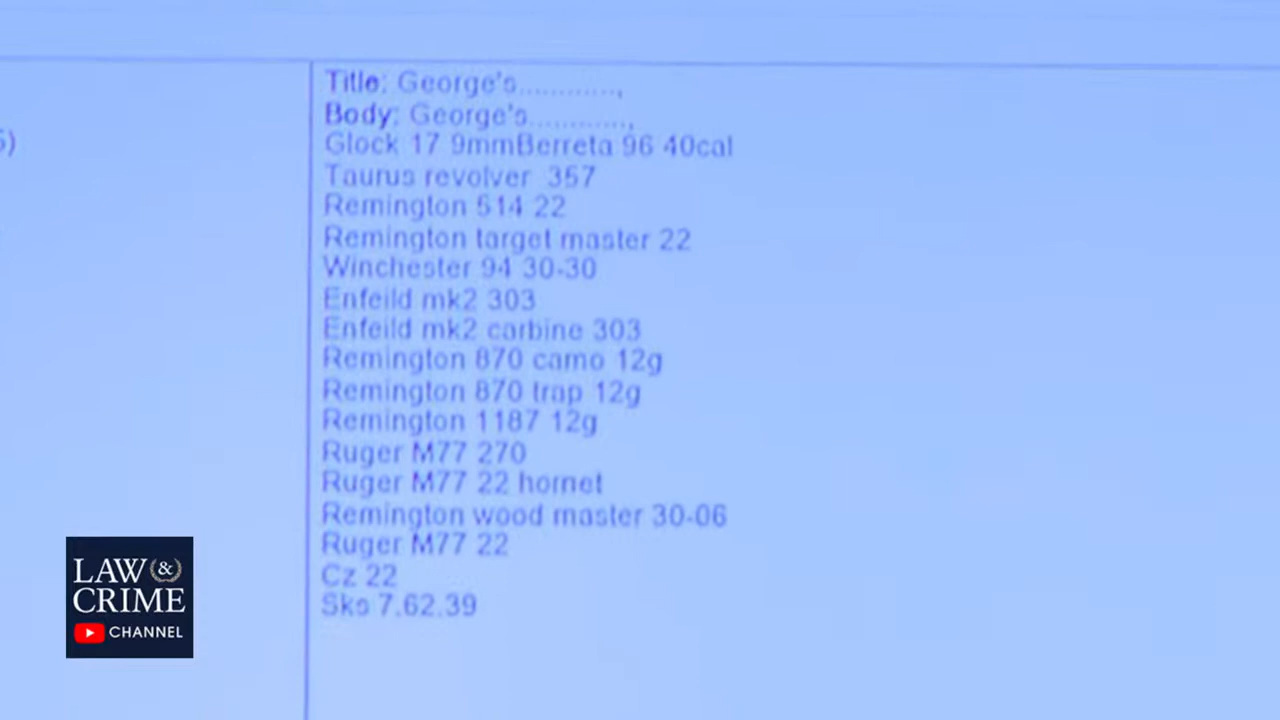 Title: George's............,
Body: George's............,
Glock 17 9mmBerreta 96 40cal
Taurus revolver 357
Remington 514 22
Remington target master 22
Winchester 94 30-30
Enfeild mk2 303
Enfeild mk2 carbine 303
Remington 870 camo 12g
Remington 870 trap 12g
Remington 1187 12g
Ruger M77 270
Ruger M77 22 hornet
Remington wood master 30-06
Ruger M77 22
Cz 22
Sks 7.62.39
LAW &
CRIME
CHANNEL